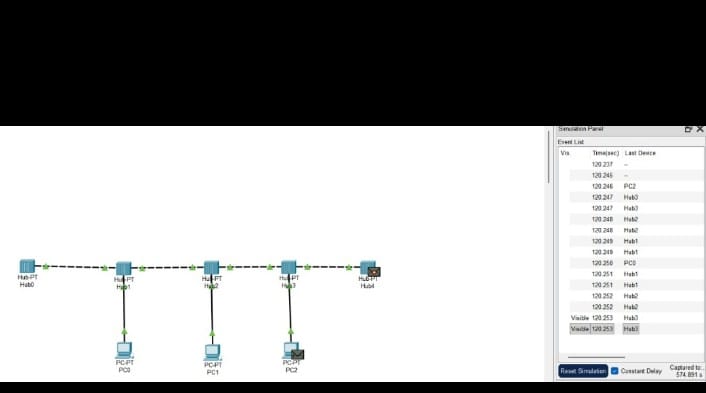 Simulation Panel
Event List
Vis. Time(sec) Last Device
120.237 --
120.245 --
120.246 PC2
120.247 Hub3
120.247 Hub3
120.248 Hub2
120.248 Hub2
120.249 Hub1
120.249 Hub1
120.250 PC0
120.251 Hub1
120.251 Hub1
120.252 Hub2
120.252 Hub2
Visible 120.253 Hub3
Visible 120.253 Hub3
Reset Simulation Constant Delay Captured to:
574.891 s
Hub-PT
Hub0
Hub-PT
Hub1
Hub-PT
Hub2
Hub-PT
Hub3
Hub-PT
Hub4
PC-PT
PC0
PC-PT
PC1
PC-PT
PC2